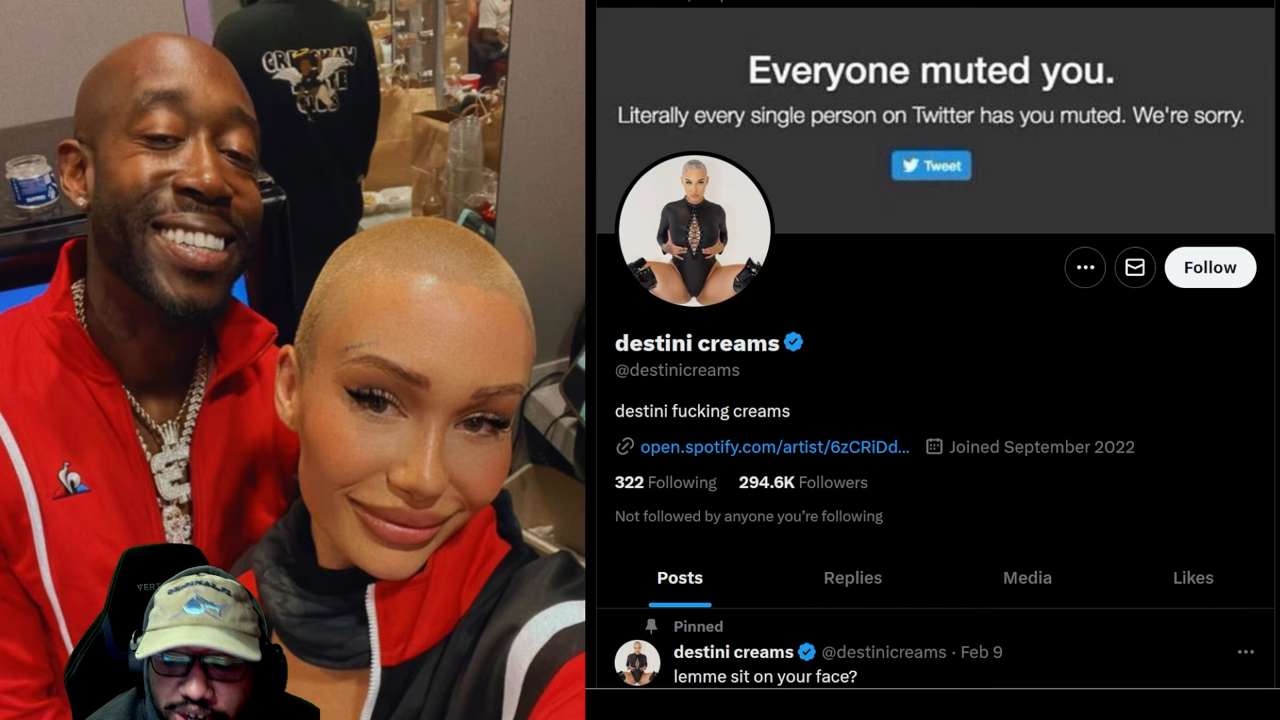 Everyone muted you.
Literally every single person on Twitter has you muted. We're sorry.
Tweet
Follow
destini creams
@destinicreams
destini fucking creams
open.spotify.com/artist/6zCRiDd... Joined September 2022
322 Following 294.6K Followers
Not followed by anyone you're following
Posts Replies Media Likes
Pinned
destini creams @destinicreams · Feb 9
lemme sit on your face?